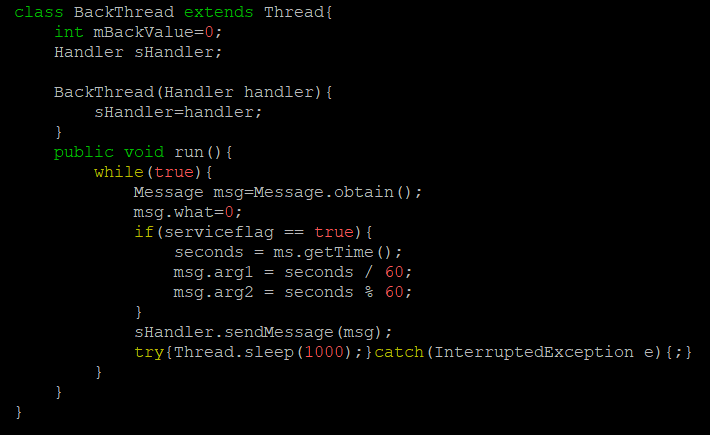 class BackThread extends Thread{
    int mBackValue=0;
    Handler sHandler;

    BackThread(Handler handler){
        sHandler=handler;
    }
    public void run(){
        while(true){
            Message msg=Message.obtain();
            msg.what=0;
            if(serviceflag == true){
                seconds = ms.getTime();
                msg.arg1 = seconds / 60;
                msg.arg2 = seconds % 60;
            }
            sHandler.sendMessage(msg);
            try{Thread.sleep(1000);}catch(InterruptedException e){;}
        }
    }
}